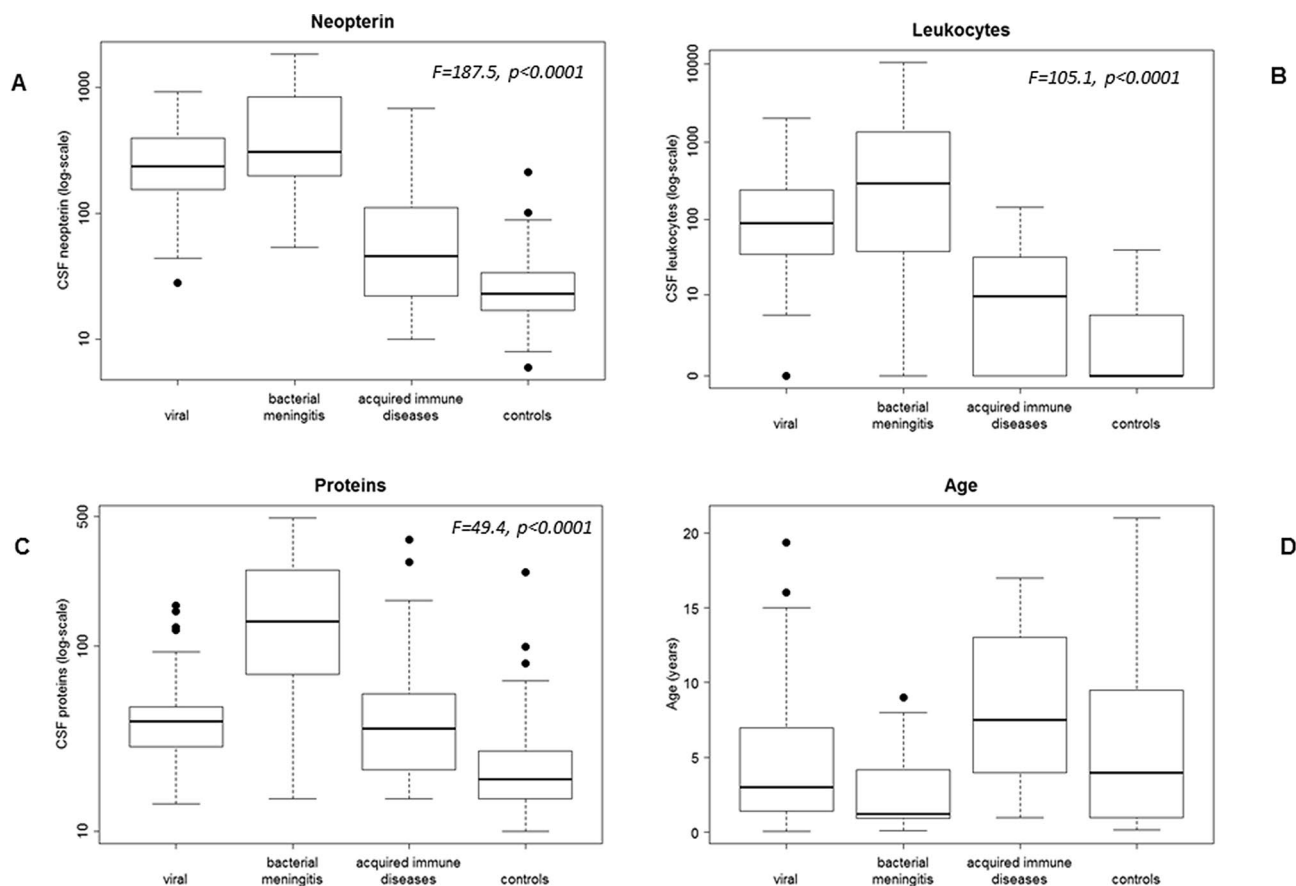 Neopterin
A
F=187.5, p<0.0001
CSF neopterin (log-scale)
1000
100
10
viral
bacterial
meningitis
acquired immune
diseases
controls
Leukocytes
B
F=105.1, p<0.0001
CSF leukocytes (log-scale)
10000
1000
100
10
0
viral
bacterial
meningitis
acquired immune
diseases
controls
Proteins
C
F=49.4, p<0.0001
CSF proteins (log-scale)
500
100
10
viral
bacterial
meningitis
acquired immune
diseases
controls
Age
D
Age (years)
20
15
10
5
0
viral
bacterial
meningitis
acquired immune
diseases
controls